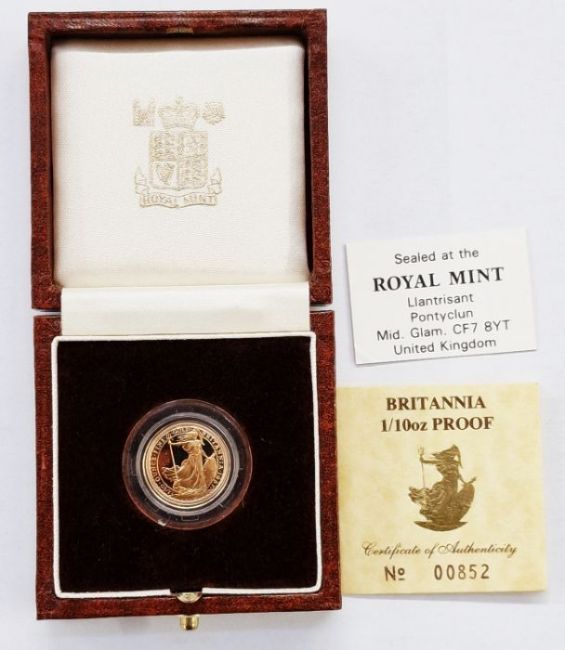 ROYAL MINT
Sealed at the
ROYAL MINT
Llantrisant
Pontyclun
Mid. Glam. CF7 8YT
United Kingdom
BRITANNIA
1/10oz PROOF
Certificate of Authenticity
No 00852